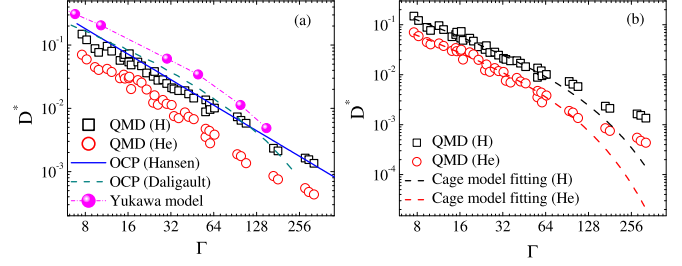 (a)
10⁻¹
10⁻²
10⁻³
D*
QMD (H)
QMD (He)
OCP (Hansen)
OCP (Daligault)
Yukawa model
8 16 32 64 128 256
Γ
(b)
10⁻¹
10⁻²
10⁻³
10⁻⁴
D*
QMD (H)
QMD (He)
Cage model fitting (H)
Cage model fitting (He)
8 16 32 64 128 256
Γ